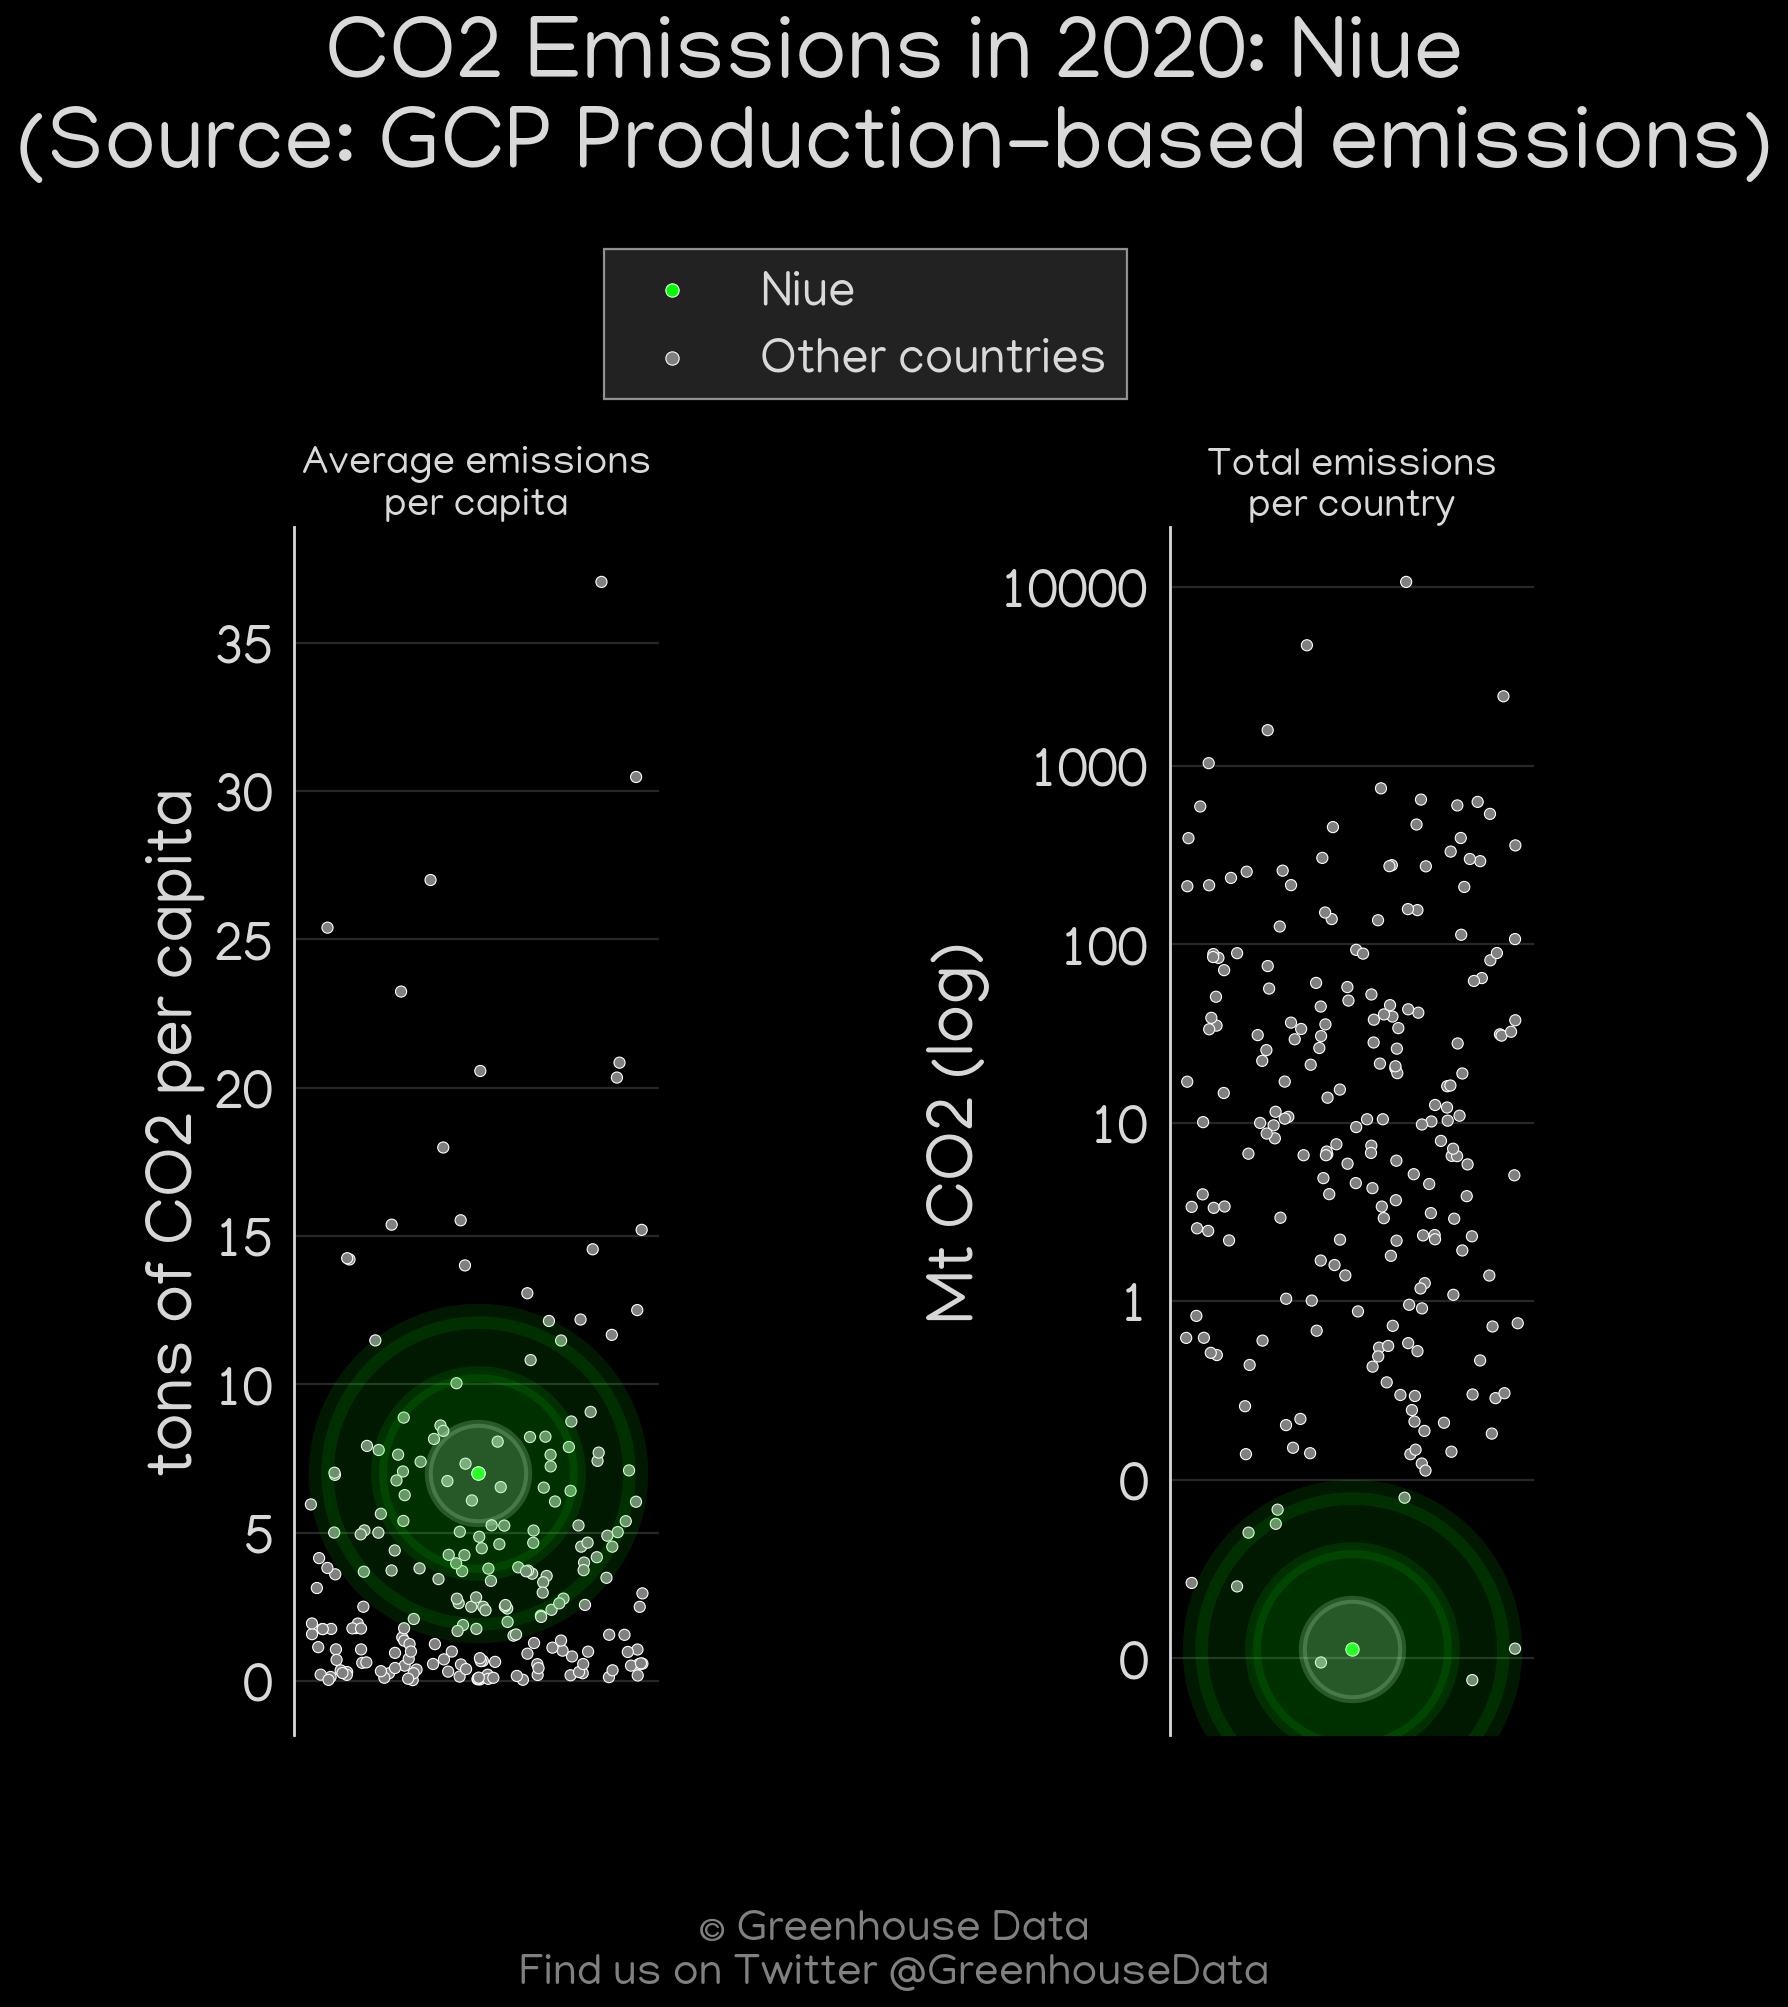 CO2 Emissions in 2020: Niue
(Source: GCP Production-based emissions)
Niue
Other countries
Average emissions
per capita
tons of CO2 per capita
35
30
25
20
15
10
5
0
Total emissions
per country
Mt CO2 (log)
10000
1000
100
10
1
0
0
© Greenhouse Data
Find us on Twitter @GreenhouseData